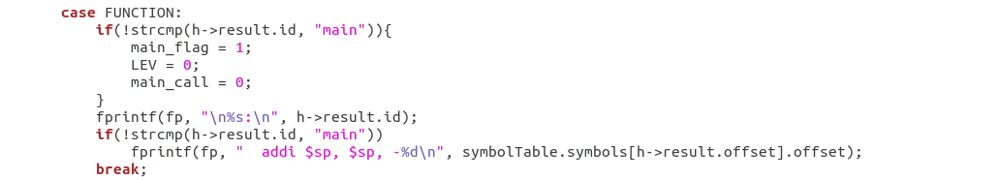 case FUNCTION:
    if(!strcmp(h->result.id, "main")){
        main_flag = 1;
        LEV = 0;
        main_call = 0;
    }
    fprintf(fp, "\n%s:\n", h->result.id);
    if(!strcmp(h->result.id, "main"))
        fprintf(fp, "  addi $sp, $sp, -%d\n", symbolTable.symbols[h->result.offset].offset);
    break;